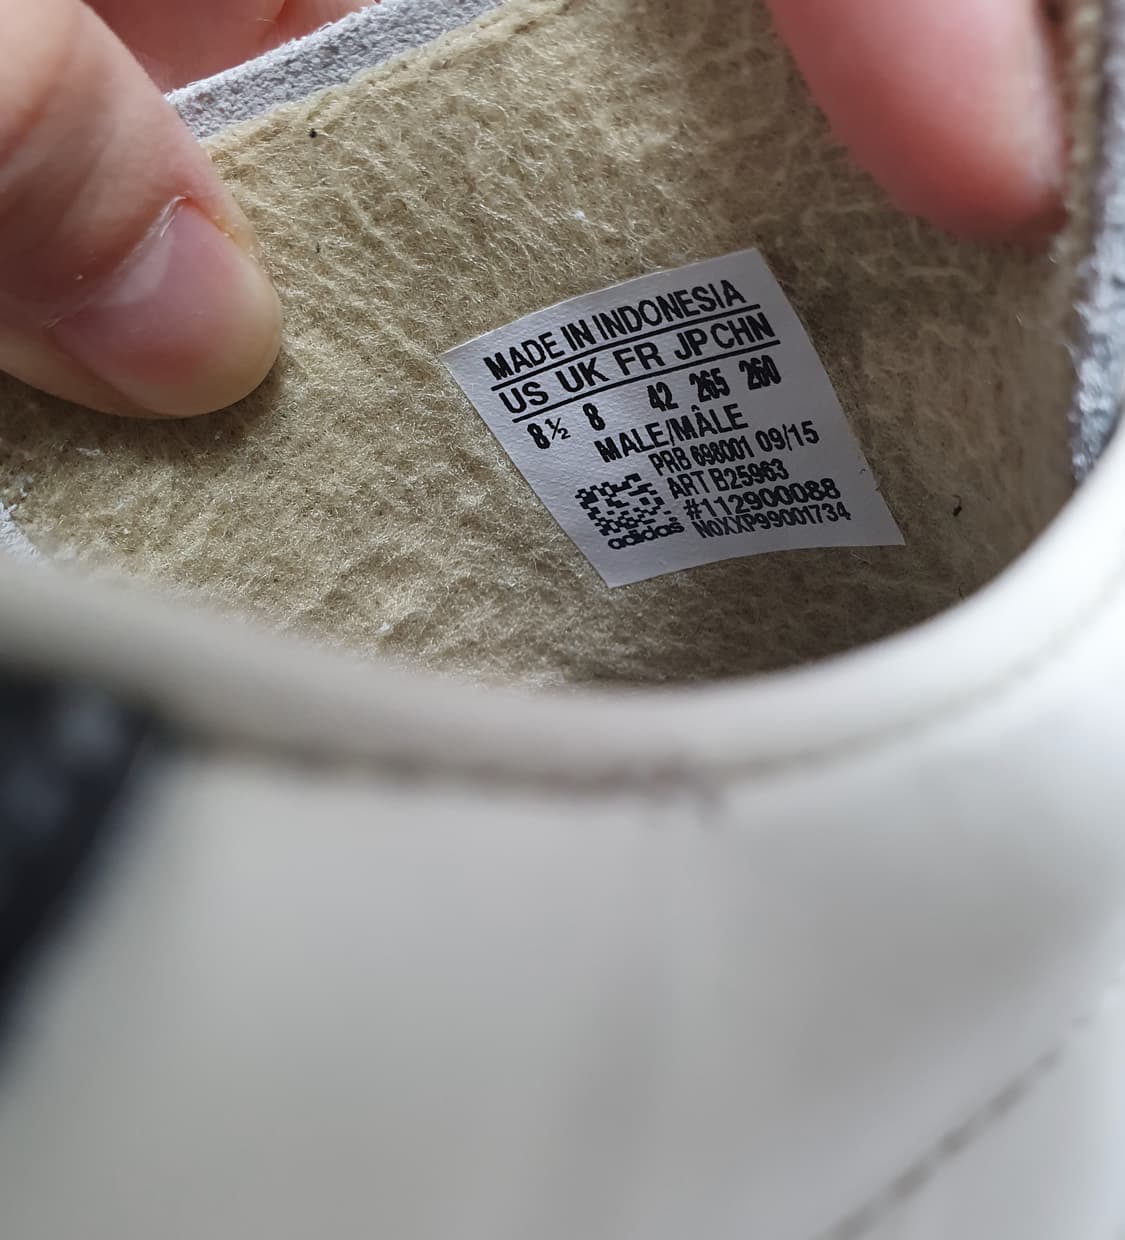 MADE IN INDONESIA
US UK FR JP CHN
8½ 8 42 265 260
MALE/MÂLE
PRB 698001 09/15
ART B25963
#112900088
adidas N0XXP99001734